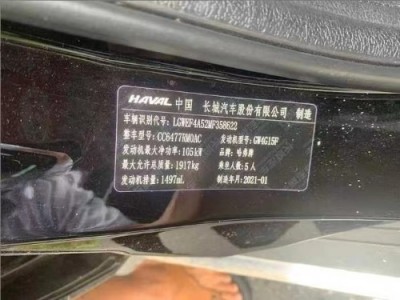 HAVAL 中国 长城汽车股份有限公司 制造
车辆识别代号: LGWEF4A52MF358622
整车型号: CC6477RM0AC 发动机型号: GW4G15F
发动机最大净功率: 105kW 品牌: 哈弗牌
最大允许总质量: 1917kg 乘坐人数: 5人
发动机排量: 1497mL 制造年月: 2021-01